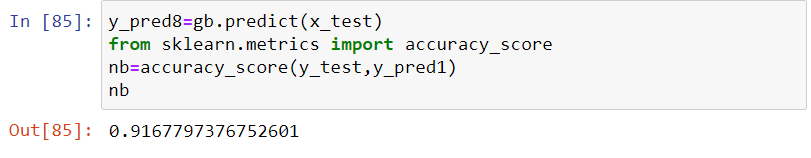 In [85]: y_pred8=gb.predict(x_test)
from sklearn.metrics import accuracy_score
nb=accuracy_score(y_test,y_pred1)
nb
Out[85]: 0.9167797376752601